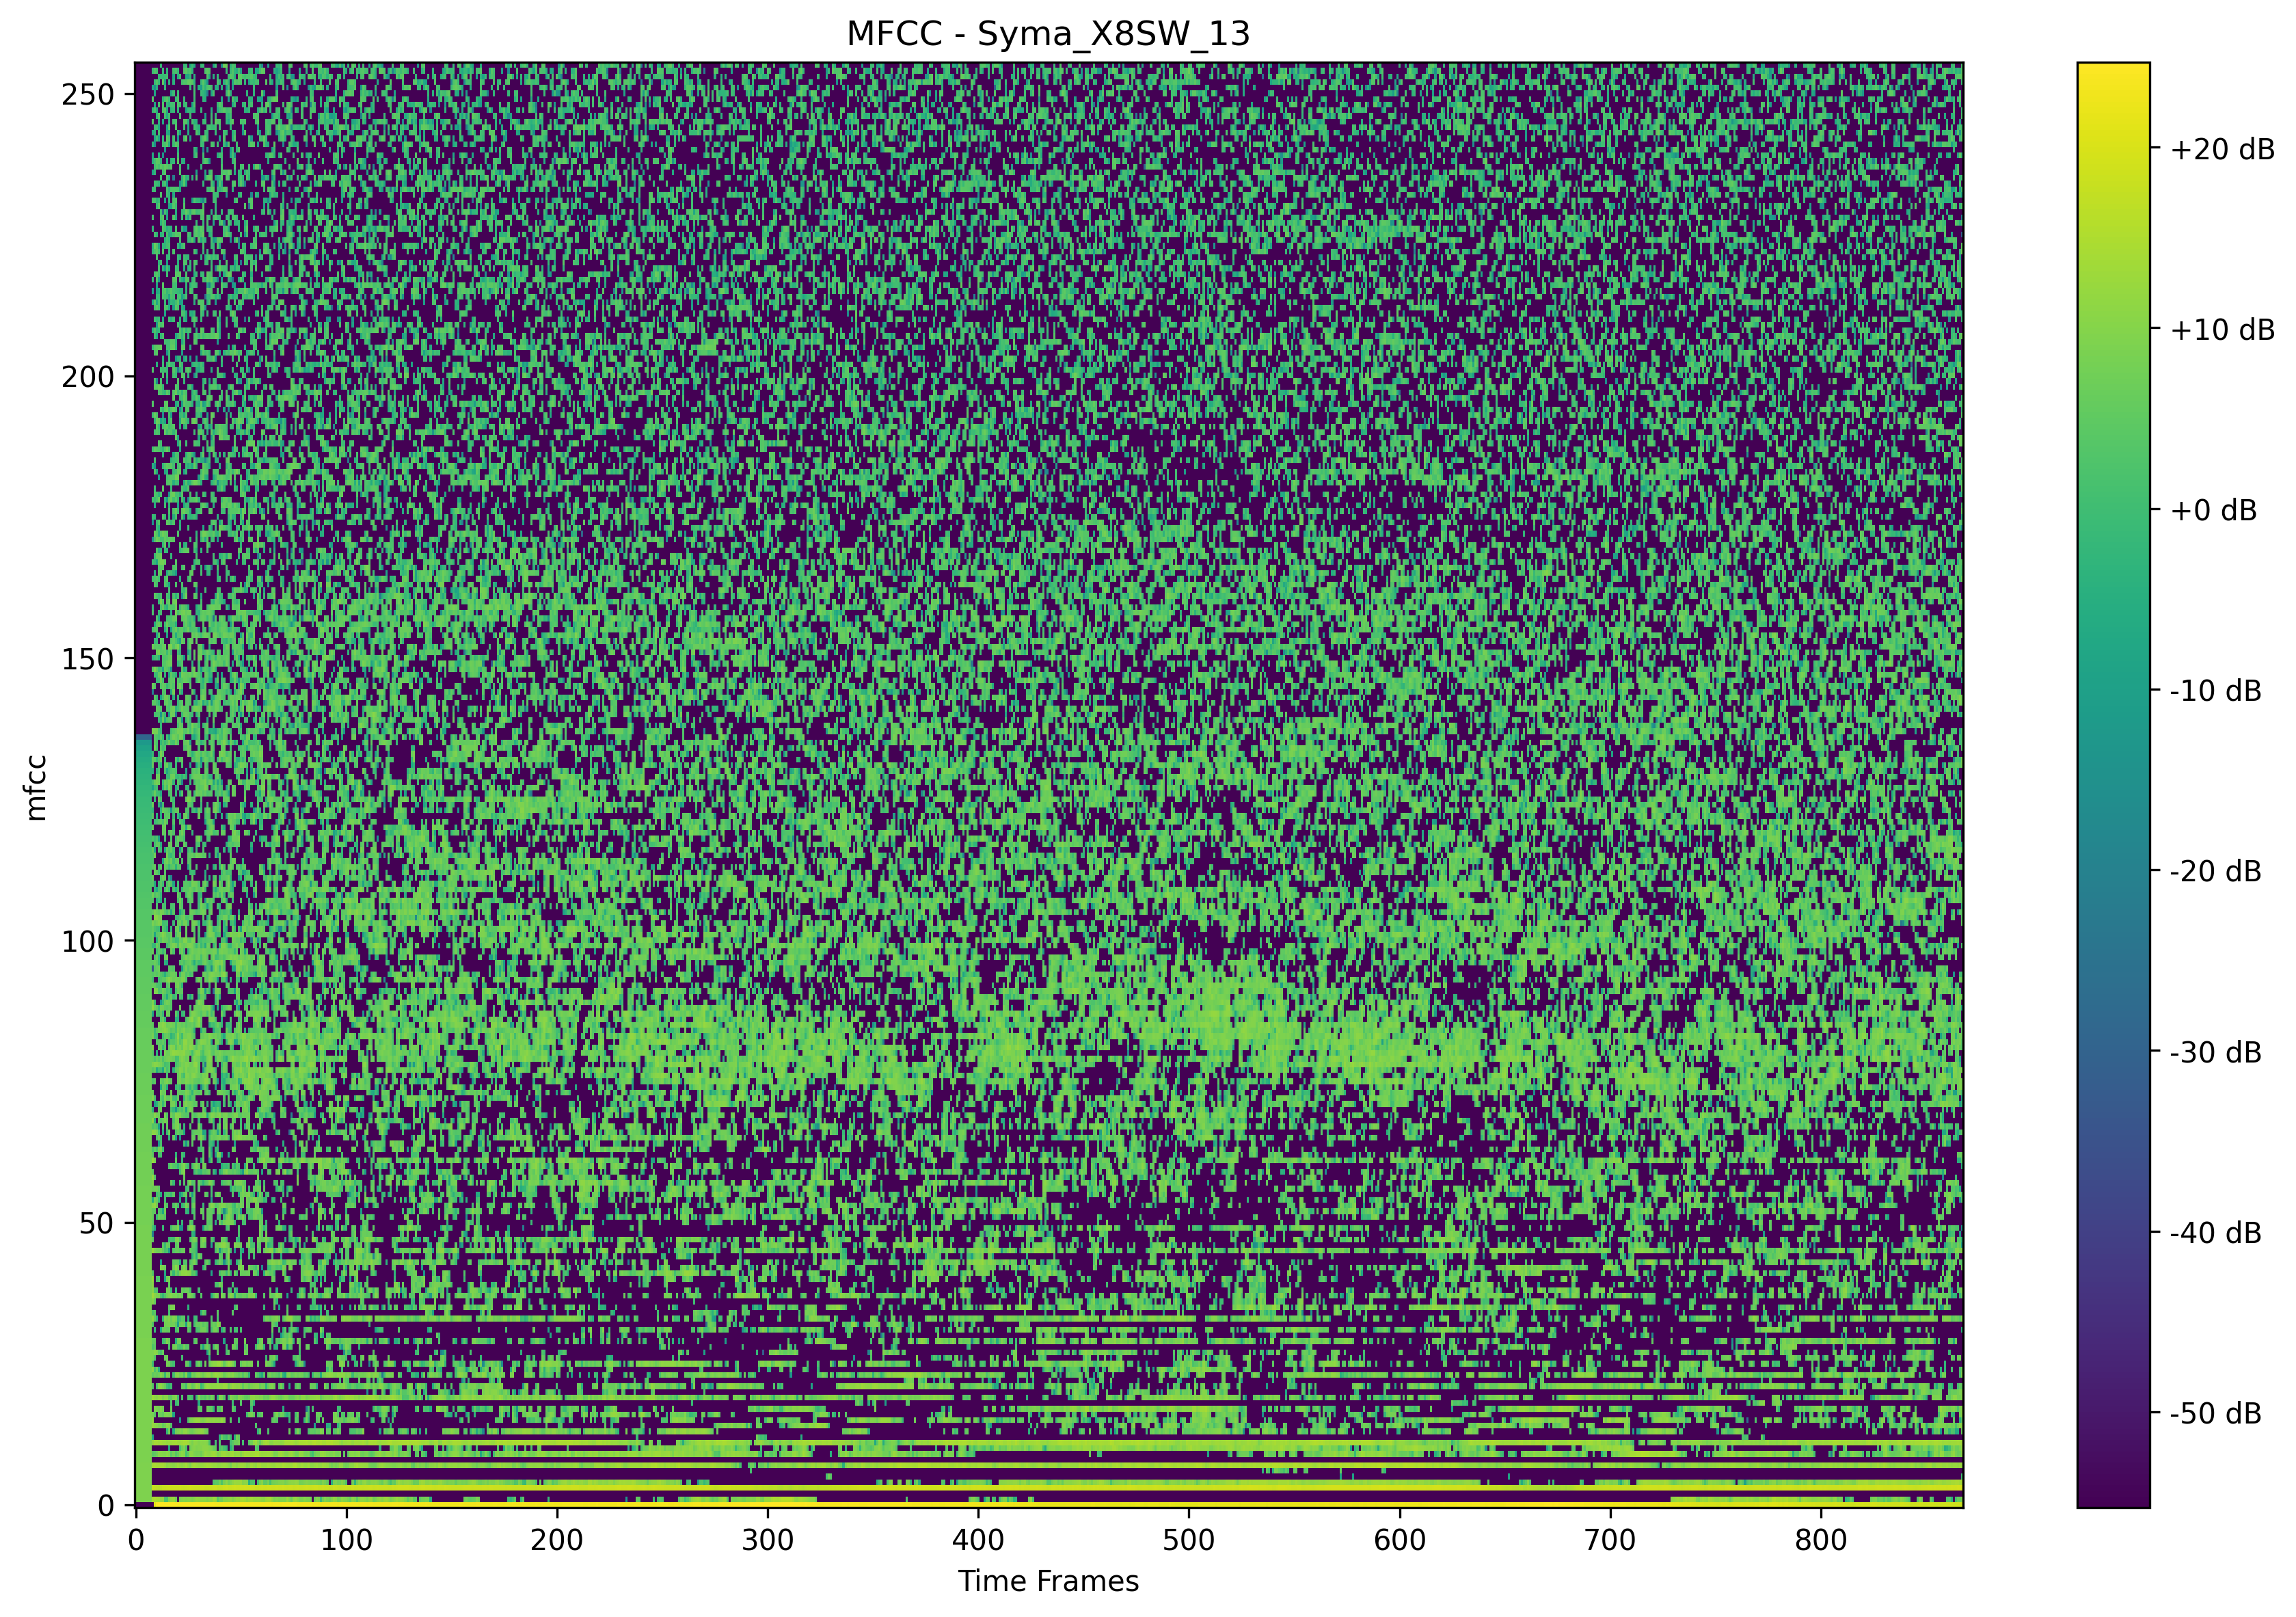 MFCC - Syma_X8SW_13
250
200
150
100
50
0
mfcc
0 100 200 300 400 500 600 700 800
Time Frames
+20 dB
+10 dB
+0 dB
-10 dB
-20 dB
-30 dB
-40 dB
-50 dB